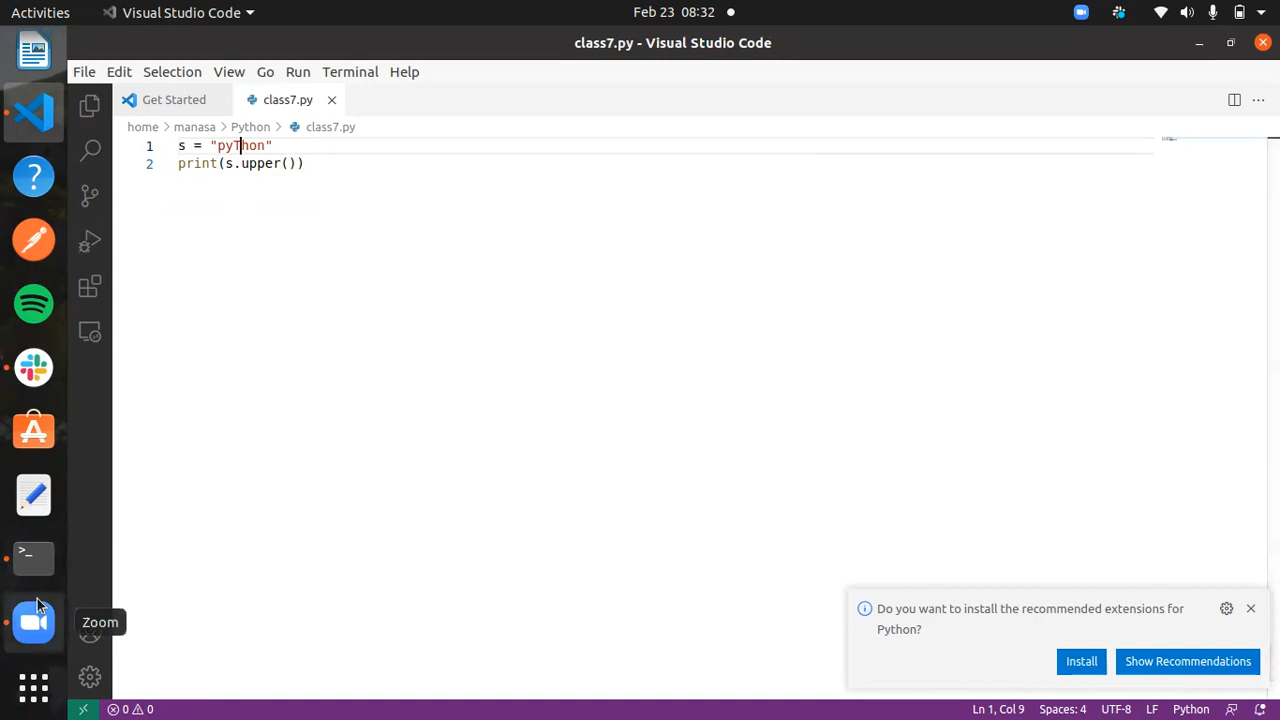 Activities
Visual Studio Code
Feb 23 08:32
class7.py - Visual Studio Code
File Edit Selection View Go Run Terminal Help
Get Started
class7.py
home > manasa > Python > class7.py
1 s = "pyThon"
2 print(s.upper())
Do you want to install the recommended extensions for
Python?
Install
Show Recommendations
>_
?
Zoom
0 0
Ln 1, Col 9
Spaces: 4
UTF-8
LF
Python